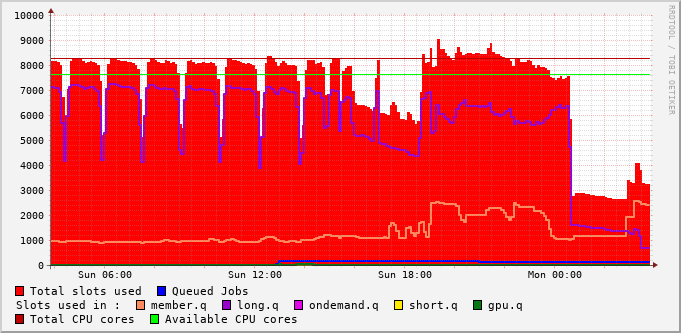 10000
9000
8000
7000
6000
5000
4000
3000
2000
1000
0
Sun 06:00 Sun 12:00 Sun 18:00 Mon 00:00
Total slots used Queued Jobs
Slots used in : member.q long.q ondemand.q short.q gpu.q
Total CPU cores Available CPU cores
RRDTOOL / TOBI OETIKER